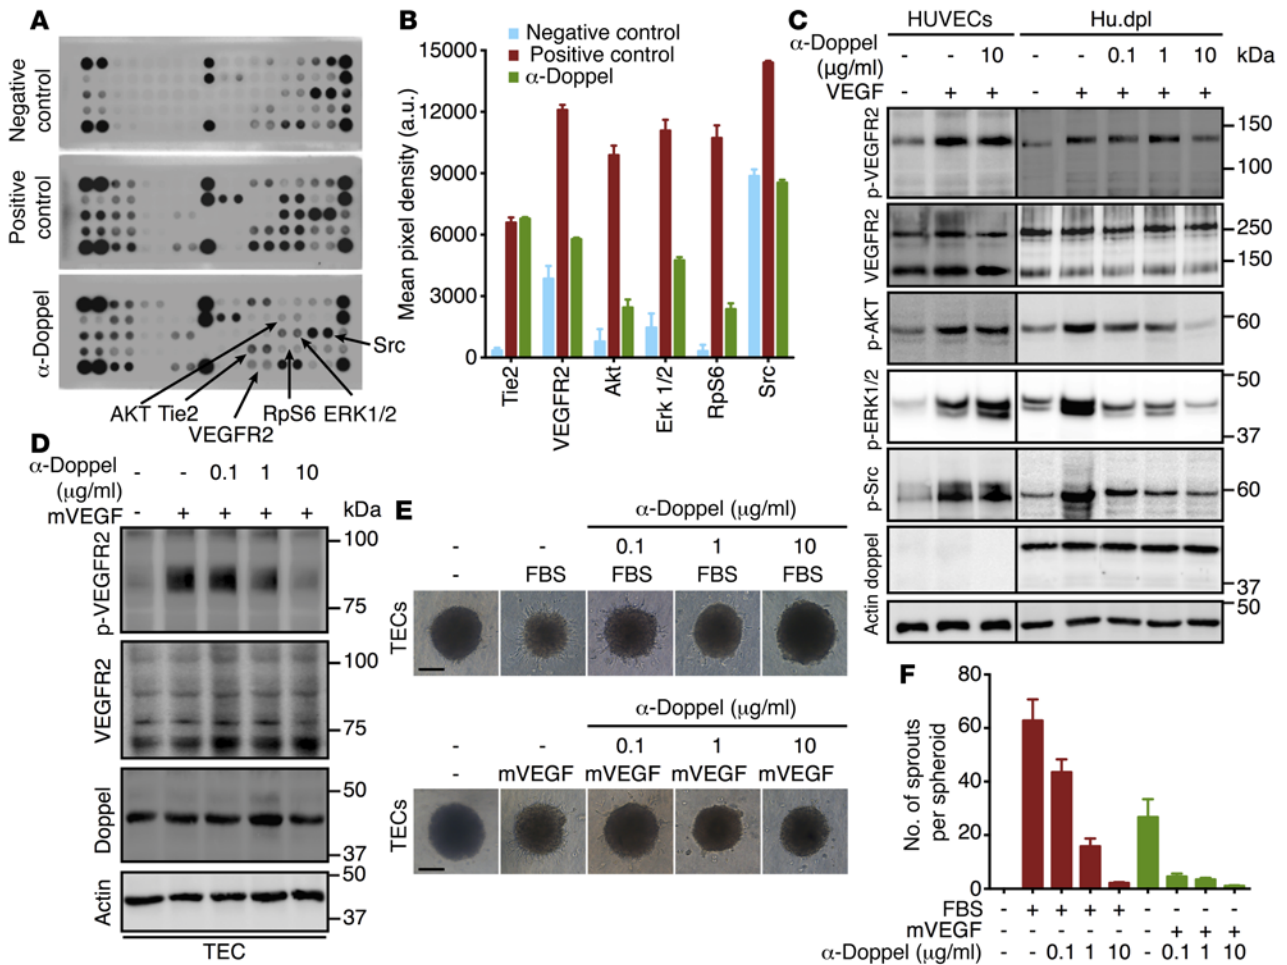 A
Negative control
Positive control
α-Doppel
Src
AKT Tie2 RpS6 ERK1/2
VEGFR2
B
Negative control
Positive control
α-Doppel
Mean pixel density (a.u.)
15000
12000
9000
6000
3000
0
Tie2 VEGFR2 Akt Erk 1/2 RpS6 Src
C
HUVECs Hu.dpl
α-Doppel (μg/ml) - - 10 - - 0.1 1 10 kDa
VEGF - + + - + + + +
p-VEGFR2 150
100
VEGFR2 250
150
p-AKT 60
p-ERK1/2 50
37
p-Src 60
doppel 37
Actin 50
D
α-Doppel (μg/ml) - - 0.1 1 10
mVEGF - + + + + kDa
p-VEGFR2 100
75
VEGFR2 100
75
Doppel 50
37
Actin 50
37
TEC
E
α-Doppel (μg/ml)
- - 0.1 1 10
- FBS FBS FBS FBS
TECs
α-Doppel (μg/ml)
- - 0.1 1 10
- mVEGF mVEGF mVEGF mVEGF
TECs
F
No. of sprouts per spheroid
80
60
40
20
0
FBS - + + + + - - - -
mVEGF + + +
α-Doppel (μg/ml) - - 0.1 1 10 - 0.1 1 10